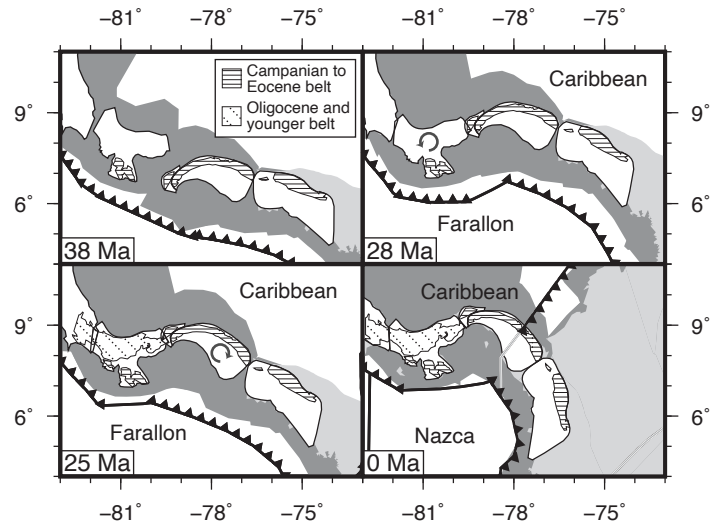 −81° −78° −75° −81° −78° −75°
Campanian to
Eocene belt
Oligocene and
younger belt
Caribbean
9° 9°
6° 6°
Farallon
38 Ma 28 Ma
Caribbean Caribbean
9° 9°
6° 6°
Farallon Nazca
25 Ma 0 Ma
−81° −78° −75° −81° −78° −75°